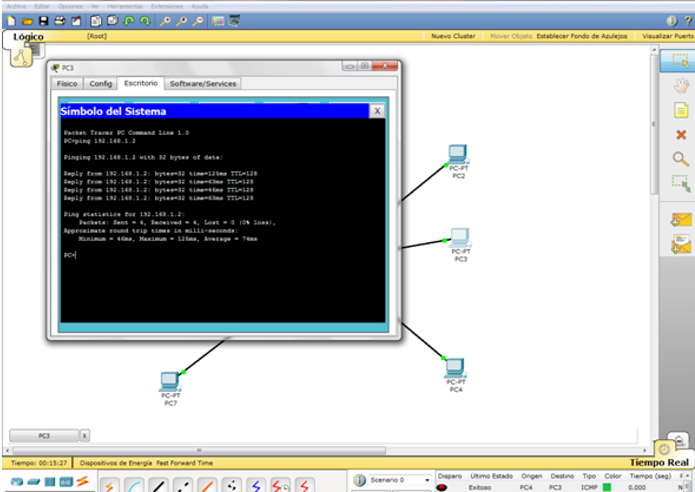 Archivo Editar Opciones Ver Herramientas Extensiones Ayuda
Lógico [Root] Nuevo Cluster Mover Objeto Establecer Fondo de Azulejos Visualizar Puerto
PC3
Físico Config Escritorio Software/Services
Símbolo del Sistema X
Packet Tracer PC Command Line 1.0
PC>ping 192.168.1.2
Pinging 192.168.1.2 with 32 bytes of data:
Reply from 192.168.1.2: bytes=32 time=125ms TTL=128
Reply from 192.168.1.2: bytes=32 time=63ms TTL=128
Reply from 192.168.1.2: bytes=32 time=46ms TTL=128
Reply from 192.168.1.2: bytes=32 time=63ms TTL=128
Ping statistics for 192.168.1.2:
Packets: Sent = 4, Received = 4, Lost = 0 (0% loss),
Approximate round trip times in milli-seconds:
Minimum = 46ms, Maximum = 125ms, Average = 74ms
PC>
PC-PT
PC2
PC-PT
PC3
PC-PT
PC4
PC-PT
PC7
PC3 X
Tiempo: 00:15:27 Dispositivos de Energía Fast Forward Time Tiempo Real
Scenario 0 Disparo Último Estado Origen Destino Tipo Color Tiempo (seg)
Exitoso PC4 PC3 ICMP 0.000 N